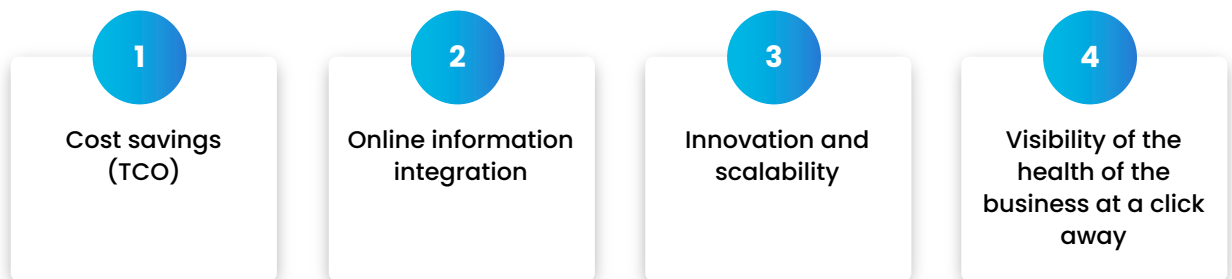 1
Cost savings
(TCO)
2
Online information
integration
3
Innovation and
scalability
4
Visibility of the
health of the
business at a click
away